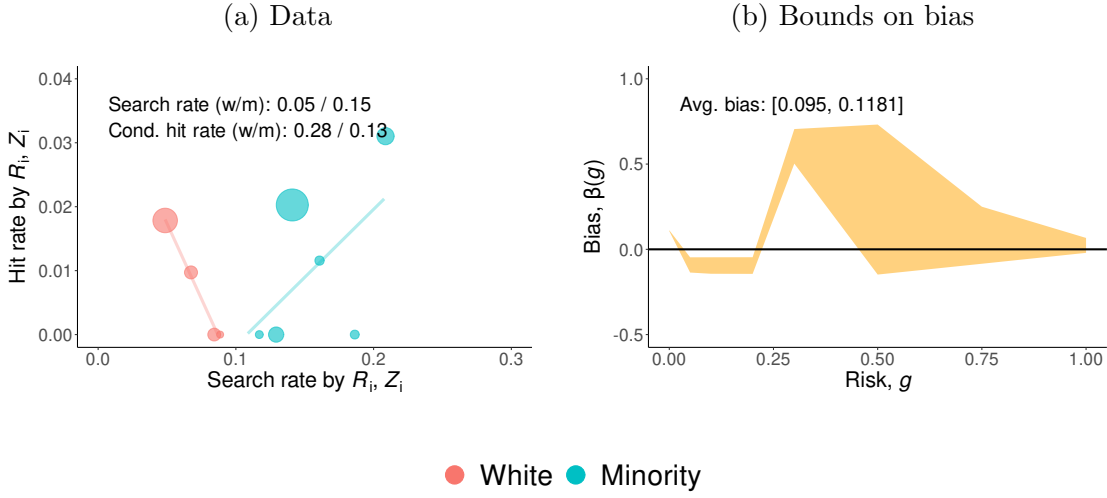 (a) Data
Search rate (w/m): 0.05 / 0.15
Cond. hit rate (w/m): 0.28 / 0.13
Hit rate by Rᵢ, Zᵢ
0.04
0.03
0.02
0.01
0.00
0.0 0.1 0.2 0.3
Search rate by Rᵢ, Zᵢ
(b) Bounds on bias
Avg. bias: [0.095, 0.1181]
Bias, β(g)
1.0
0.5
0.0
-0.5
0.00 0.25 0.50 0.75 1.00
Risk, g
White Minority